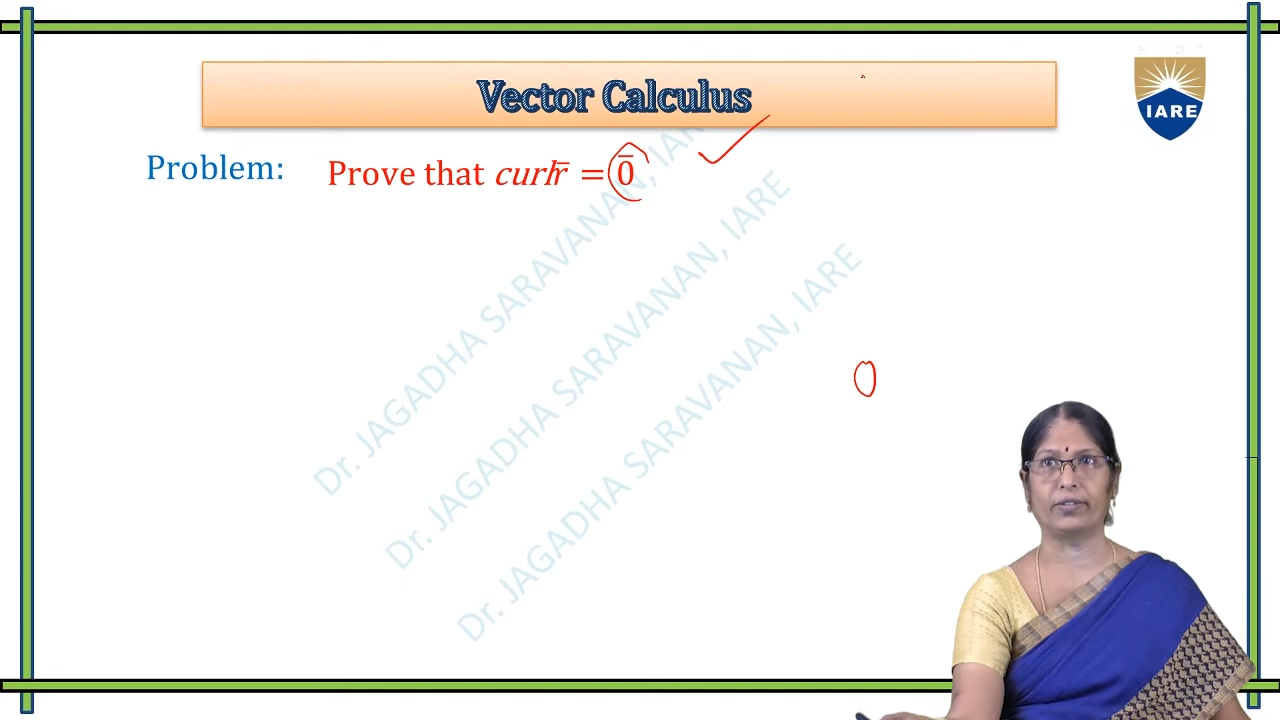 Vector Calculus
IARE
Problem: Prove that curl r̄ = 0̄
0
Dr. JAGADHA SARAVANAN, IARE
Dr. JAGADHA SARAVANAN, IARE
Dr. JAGADHA SARAVANAN, IARE